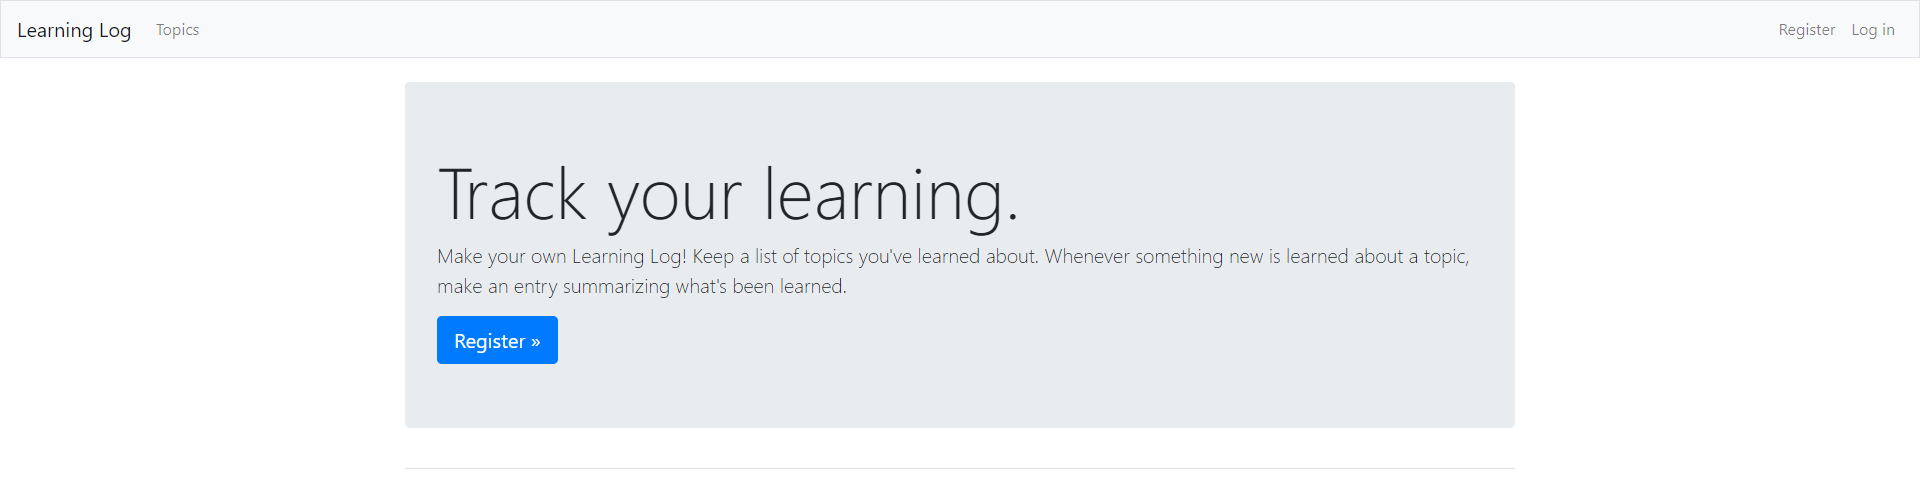 Learning Log Topics Register Log in
Track your learning.
Make your own Learning Log! Keep a list of topics you've learned about. Whenever something new is learned about a topic,
make an entry summarizing what's been learned.
Register »